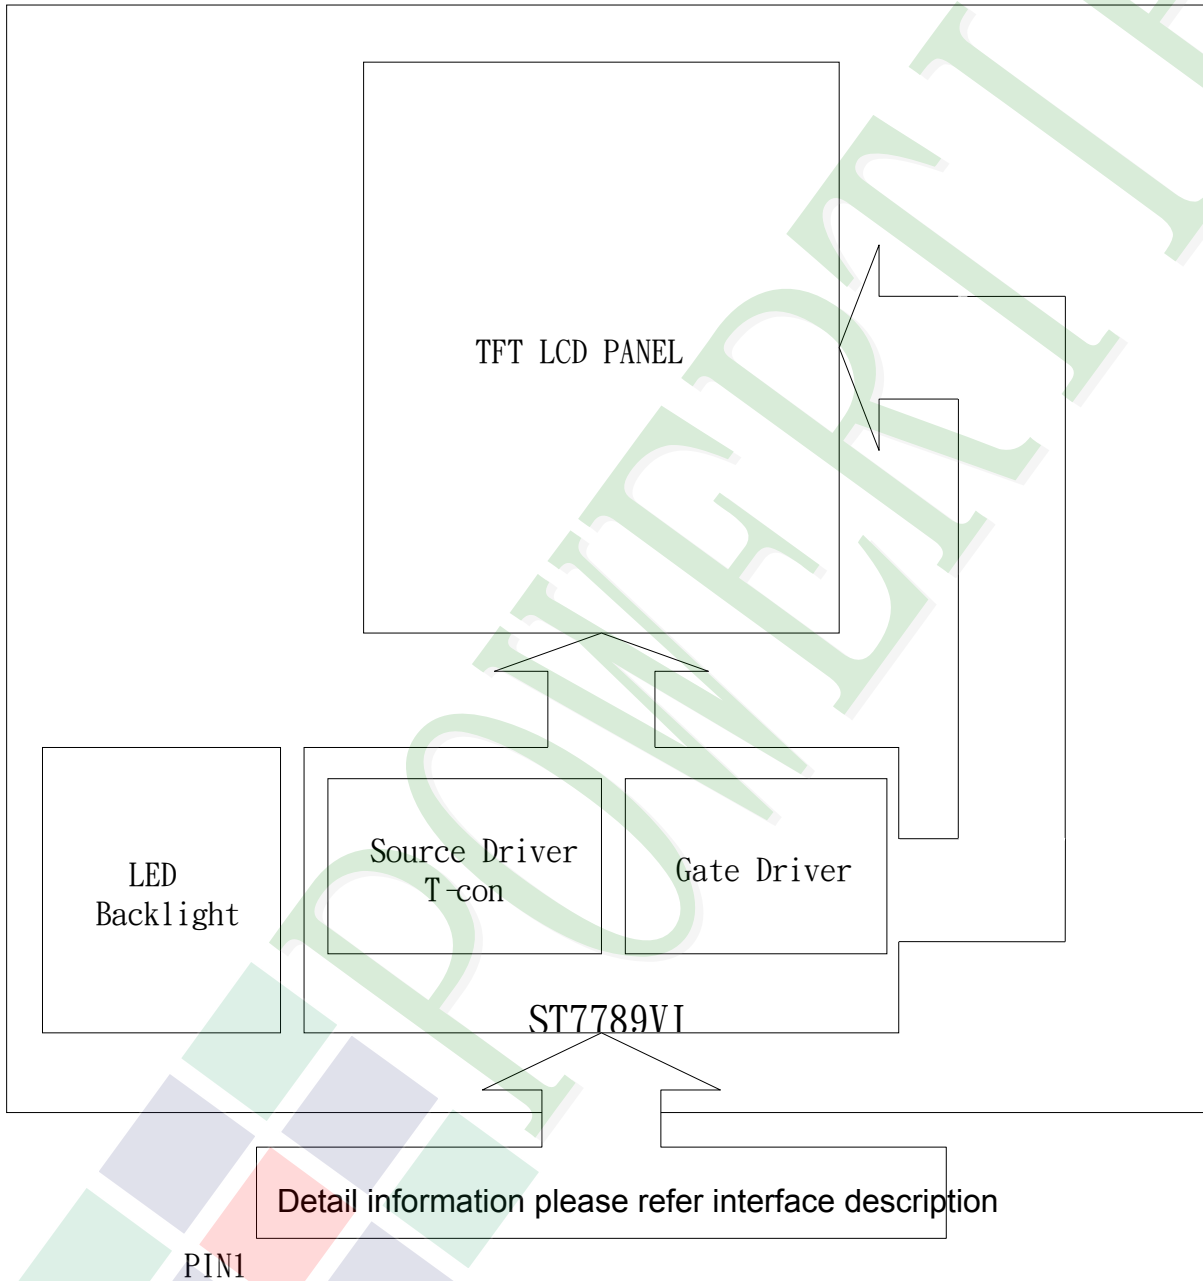 TFT LCD PANEL
Source Driver
T-con
Gate Driver
LED
Backlight
ST7789VI
Detail information please refer interface description
PIN1